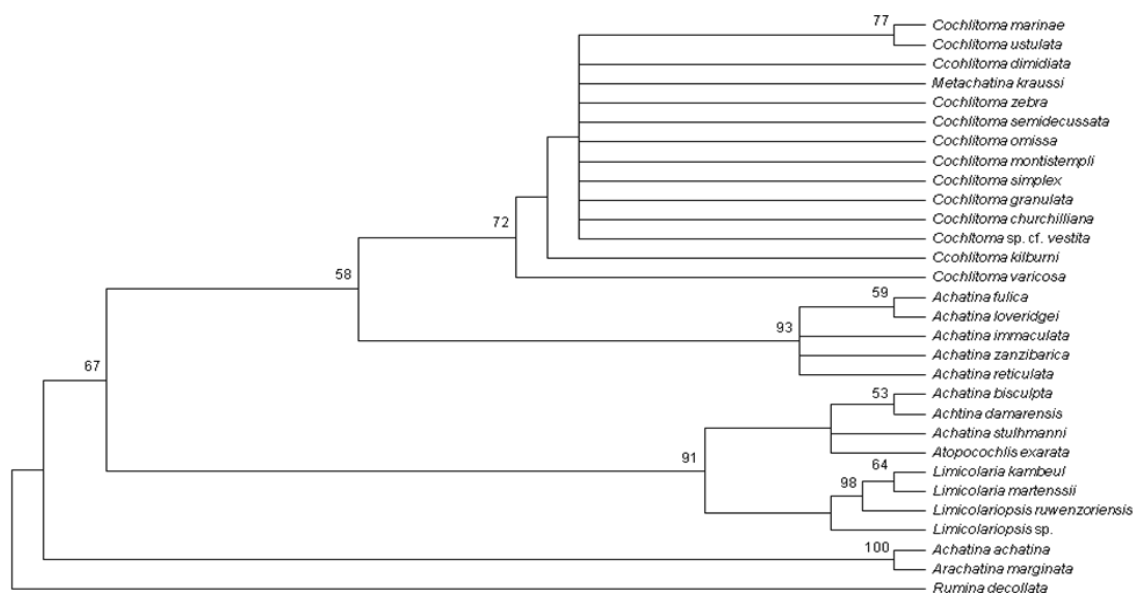 77
Cochlitoma marinae
Cochlitoma ustulata
Ccohlitoma dimidiata
Metachatina kraussi
Cochlitoma zebra
Cochlitoma semidecussata
Cochlitoma omissa
Cochlitoma montistempli
Cochlitoma simplex
Cochlitoma granulata
Cochlitoma churchilliana
72
Cochltoma sp. cf. vestita
Ccohlitoma kilburni
58
Cochlitoma varicosa
59
Achatina fulica
Achatina loveridgei
93
Achatina immaculata
Achatina zanzibarica
67
Achatina reticulata
53
Achatina bisculpta
Achtina damarensis
Achatina stulhmanni
91
Atopocochlis exarata
64
Limicolaria kambeul
98
Limicolaria martenssii
Limicolariopsis ruwenzoriensis
Limicolariopsis sp.
100
Achatina achatina
Arachatina marginata
Rumina decollata